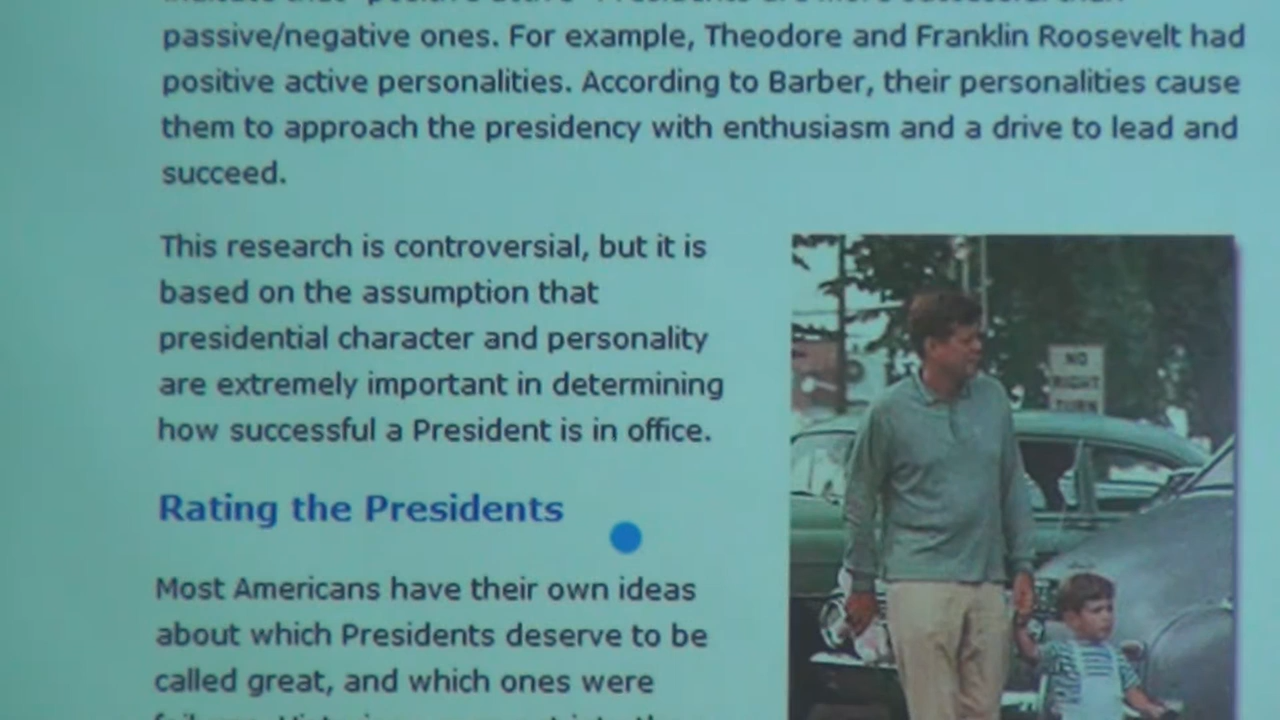 passive/negative ones. For example, Theodore and Franklin Roosevelt had
positive active personalities. According to Barber, their personalities cause
them to approach the presidency with enthusiasm and a drive to lead and
succeed.
This research is controversial, but it is
based on the assumption that
presidential character and personality
are extremely important in determining
how successful a President is in office.
NO
RIGHT
TURN
Rating the Presidents
Most Americans have their own ideas
about which Presidents deserve to be
called great, and which ones were